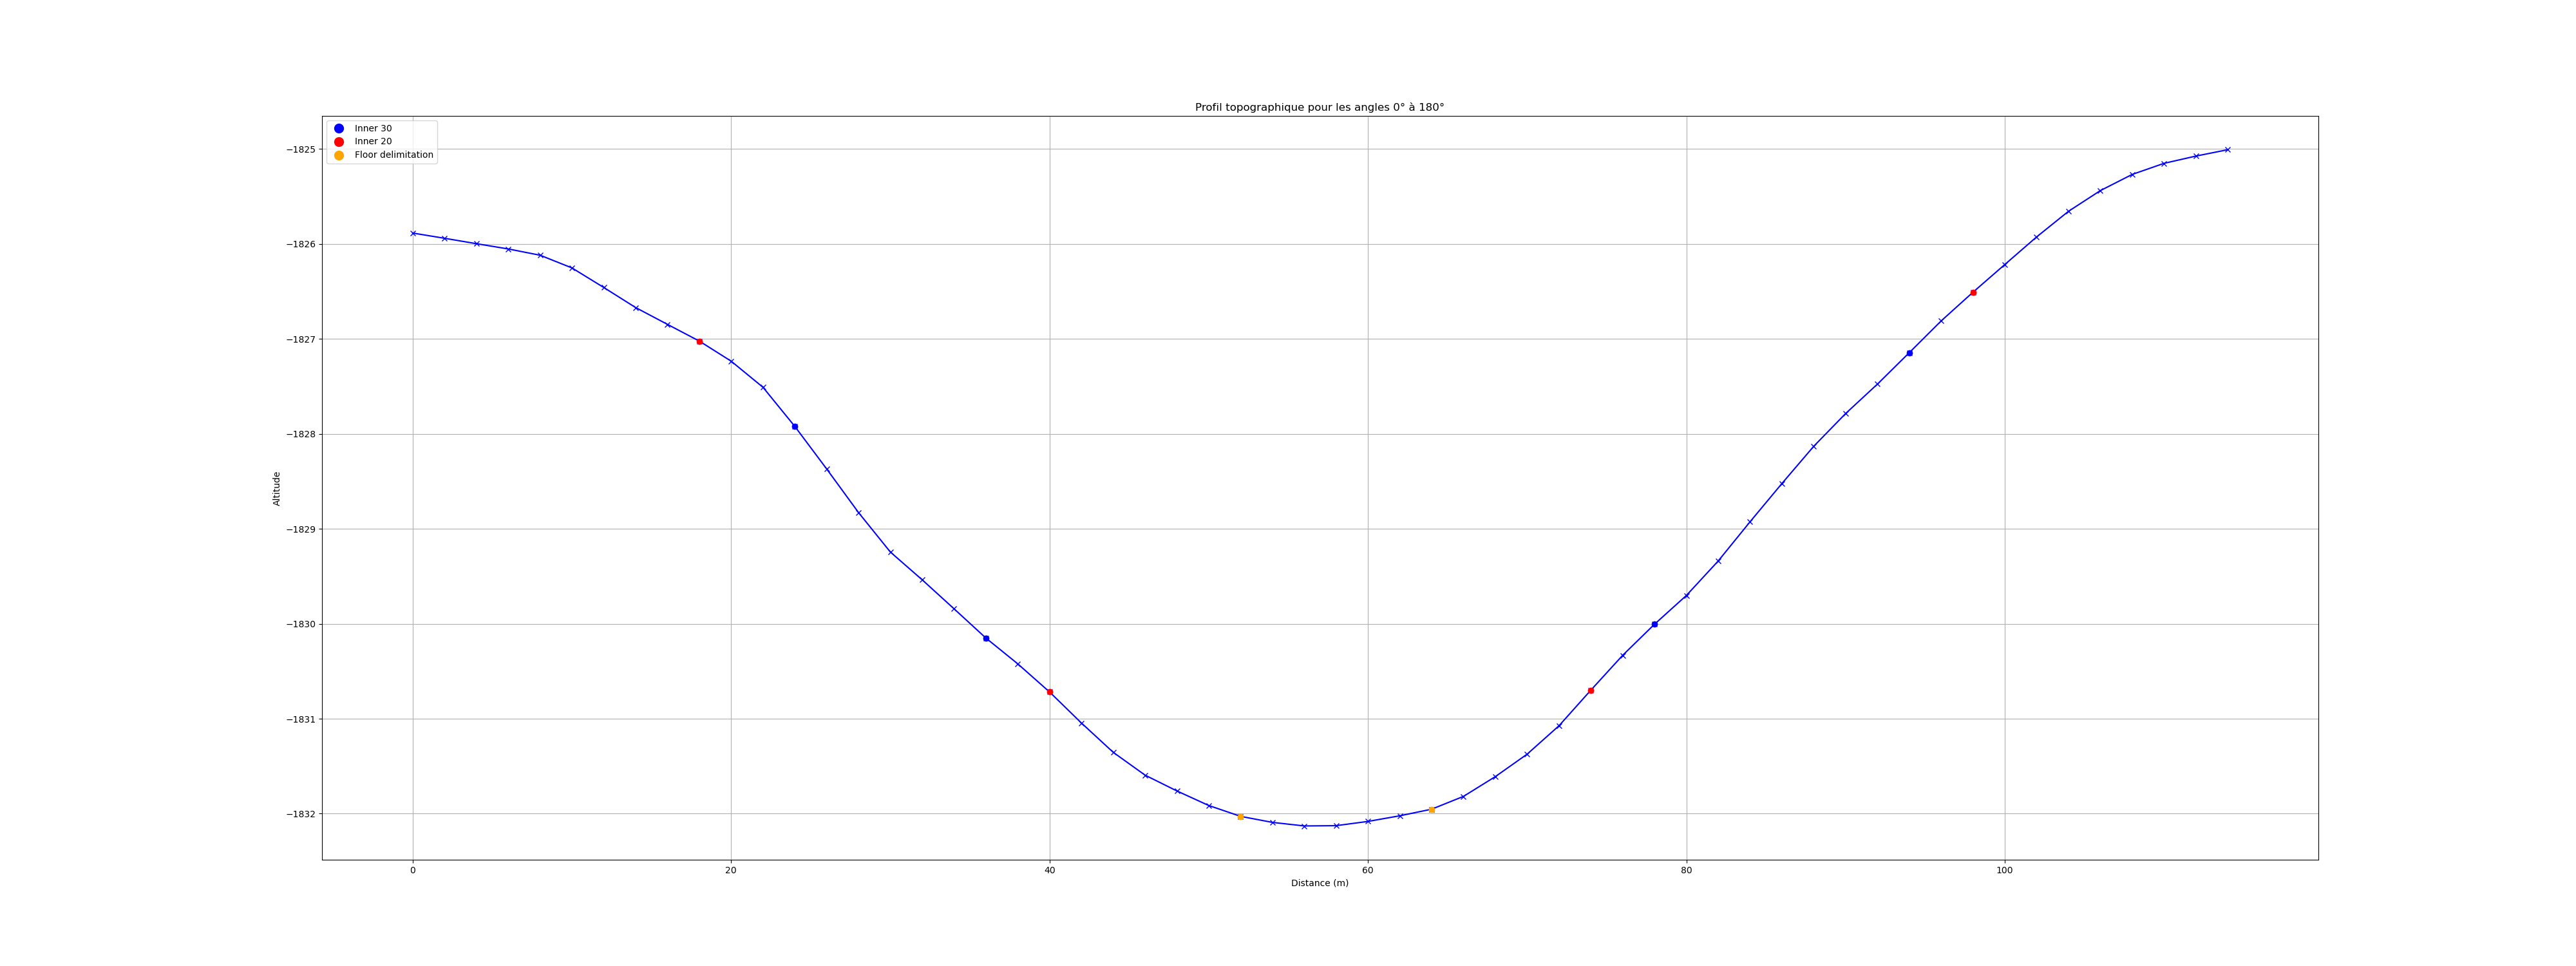 Profil topographique pour les angles 0° à 180°
Inner 30
Inner 20
Floor delimitation
−1825
−1826
−1827
−1828
−1829
−1830
−1831
−1832
Altitude
0 20 40 60 80 100
Distance (m)